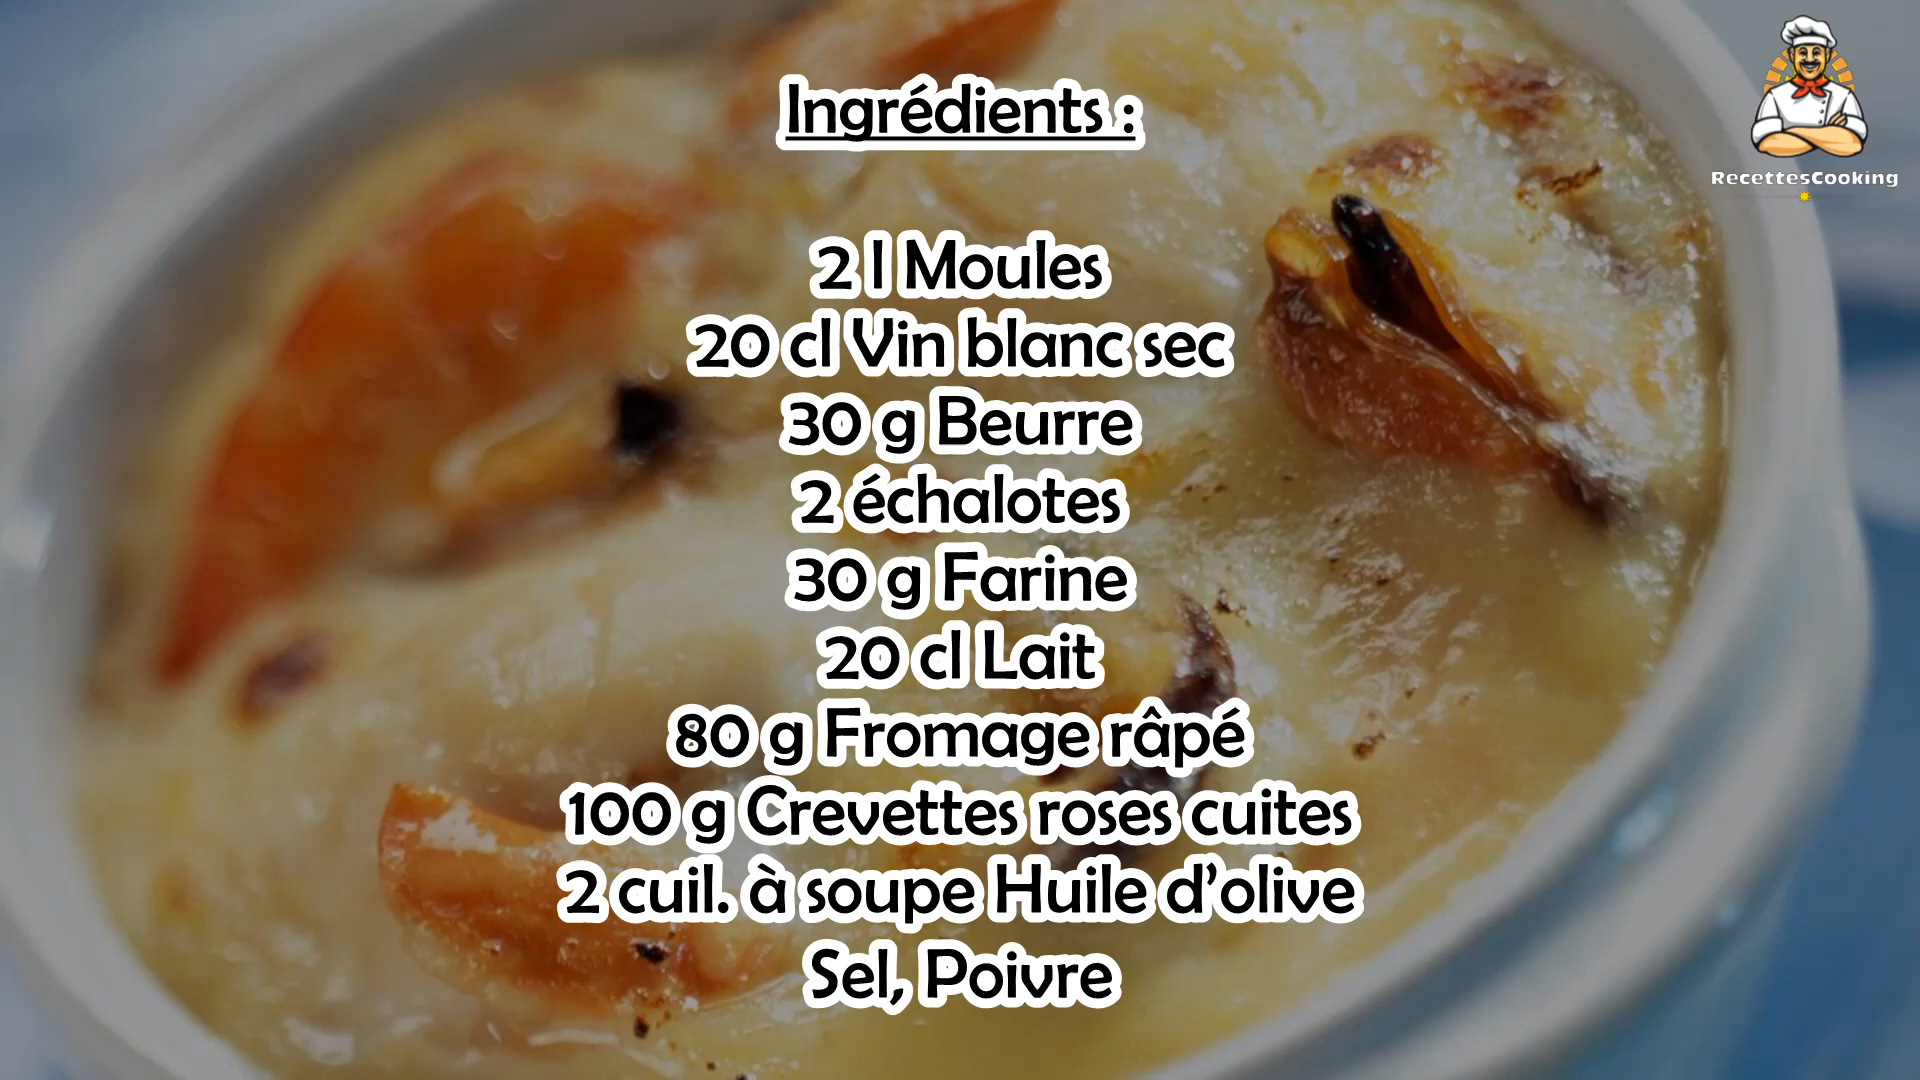 Ingrédients :
RecettesCooking
2 l Moules
20 cl Vin blanc sec
30 g Beurre
2 échalotes
30 g Farine
20 cl Lait
80 g Fromage râpé
100 g Crevettes roses cuites
2 cuil. à soupe Huile d’olive
Sel, Poivre